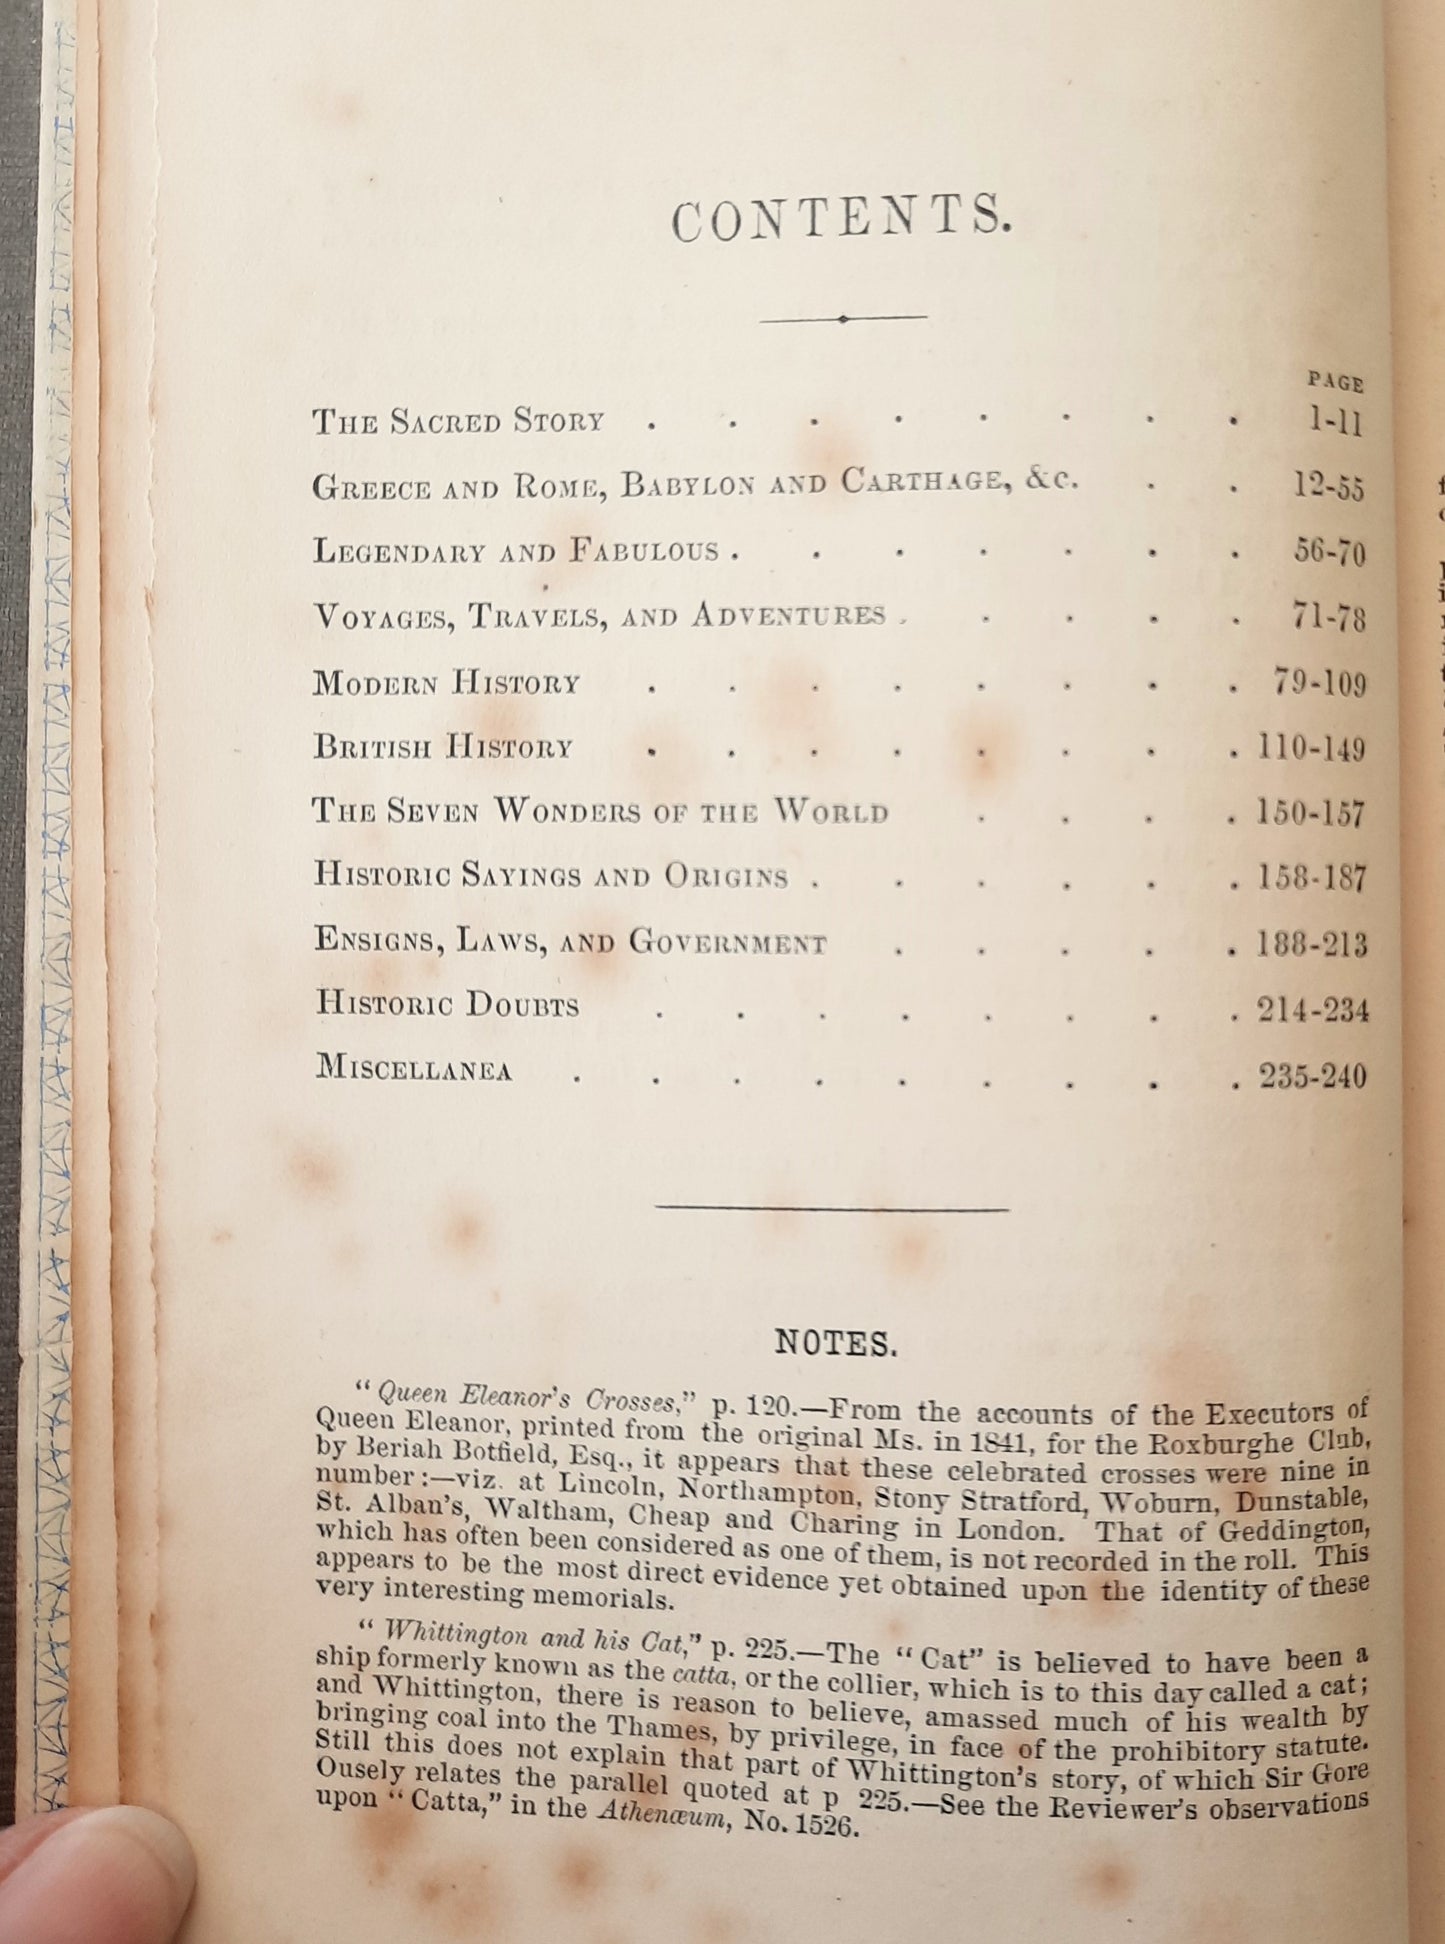 CONTENTS.
PAGE
THE SACRED STORY . . . . . . . . 1-11
GREECE AND ROME, BABYLON AND CARTHAGE, &c. . . 12-55
LEGENDARY AND FABULOUS . . . . . . . 56-70
VOYAGES, TRAVELS, AND ADVENTURES . . . . . 71-78
MODERN HISTORY . . . . . . . . 79-109
BRITISH HISTORY . . . . . . . . 110-149
THE SEVEN WONDERS OF THE WORLD . . . . 150-157
HISTORIC SAYINGS AND ORIGINS . . . . . . 158-187
ENSIGNS, LAWS, AND GOVERNMENT . . . . . 188-213
HISTORIC DOUBTS . . . . . . . . 214-234
MISCELLANEA . . . . . . . . . 235-240
NOTES.
“Queen Eleanor's Crosses,” p. 120.—From the accounts of the Executors of
Queen Eleanor, printed from the original Ms. in 1841, for the Roxburghe Club,
by Beriah Botfield, Esq., it appears that these celebrated crosses were nine in
number:—viz. at Lincoln, Northampton, Stony Stratford, Woburn, Dunstable,
St. Alban's, Waltham, Cheap and Charing in London. That of Geddington,
which has often been considered as one of them, is not recorded in the roll. This
appears to be the most direct evidence yet obtained upon the identity of these
very interesting memorials.
“Whittington and his Cat,” p. 225.—The “Cat” is believed to have been a
ship formerly known as the catta, or the collier, which is to this day called a cat;
and Whittington, there is reason to believe, amassed much of his wealth by
bringing coal into the Thames, by privilege, in face of the prohibitory statute.
Still this does not explain that part of Whittington's story, of which Sir Gore
Ousely relates the parallel quoted at p 225.—See the Reviewer's observations
upon “Catta,” in the Athenæum, No. 1526.